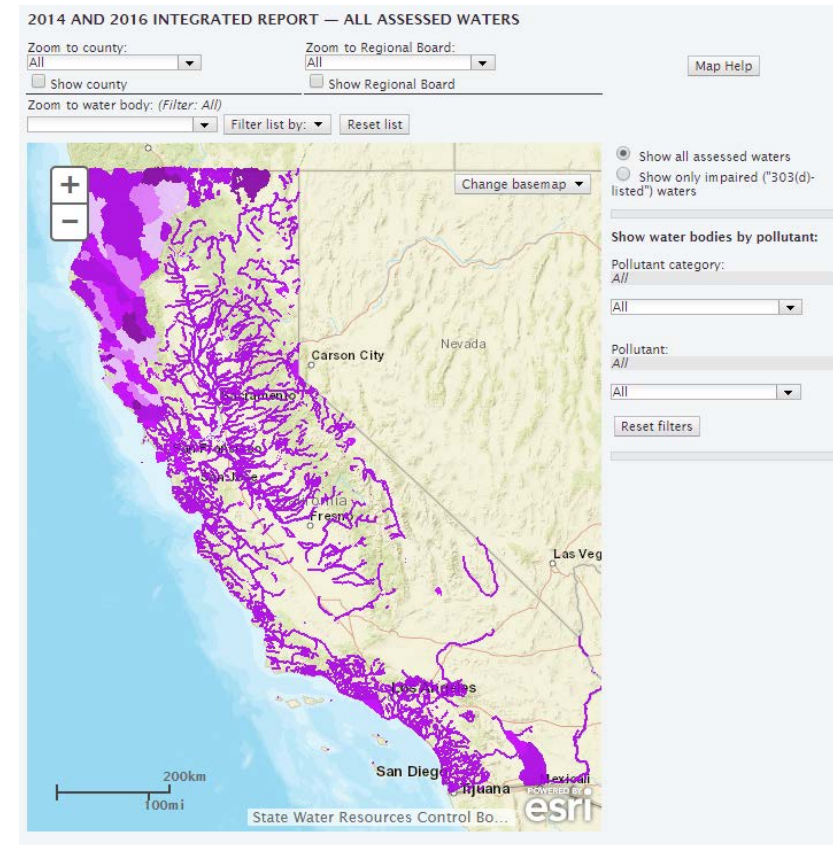 2014 AND 2016 INTEGRATED REPORT — ALL ASSESSED WATERS
Zoom to county:
All
Show county
Zoom to Regional Board:
All
Show Regional Board
Map Help
Zoom to water body: (Filter: All)
Filter list by:
Reset list
+
−
Change basemap
Carson City
Nevada
Sacramento
San Francisco
San Jose
Fresno
Las Veg
Los Angeles
San Dieg
Tijuana
Mexicali
200km
100mi
State Water Resources Control Bo...
POWERED BY
esri
Show all assessed waters
Show only impaired ("303(d)-
listed") waters
Show water bodies by pollutant:
Pollutant category:
All
All
Pollutant:
All
All
Reset filters